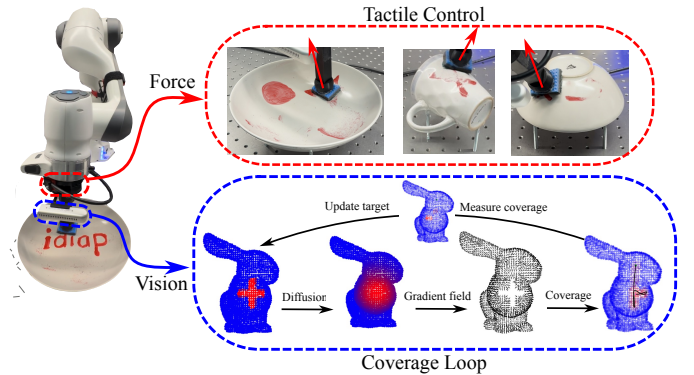 Tactile Control
Force
idiap
Vision
Update target
Measure coverage
Diffusion
Gradient field
Coverage
Coverage Loop